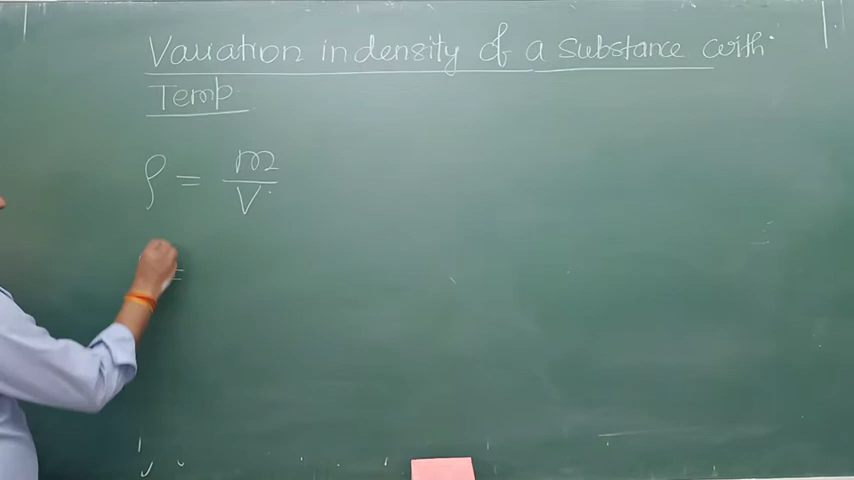 Variation in density of a substance with
Temp
ρ = m/V
=